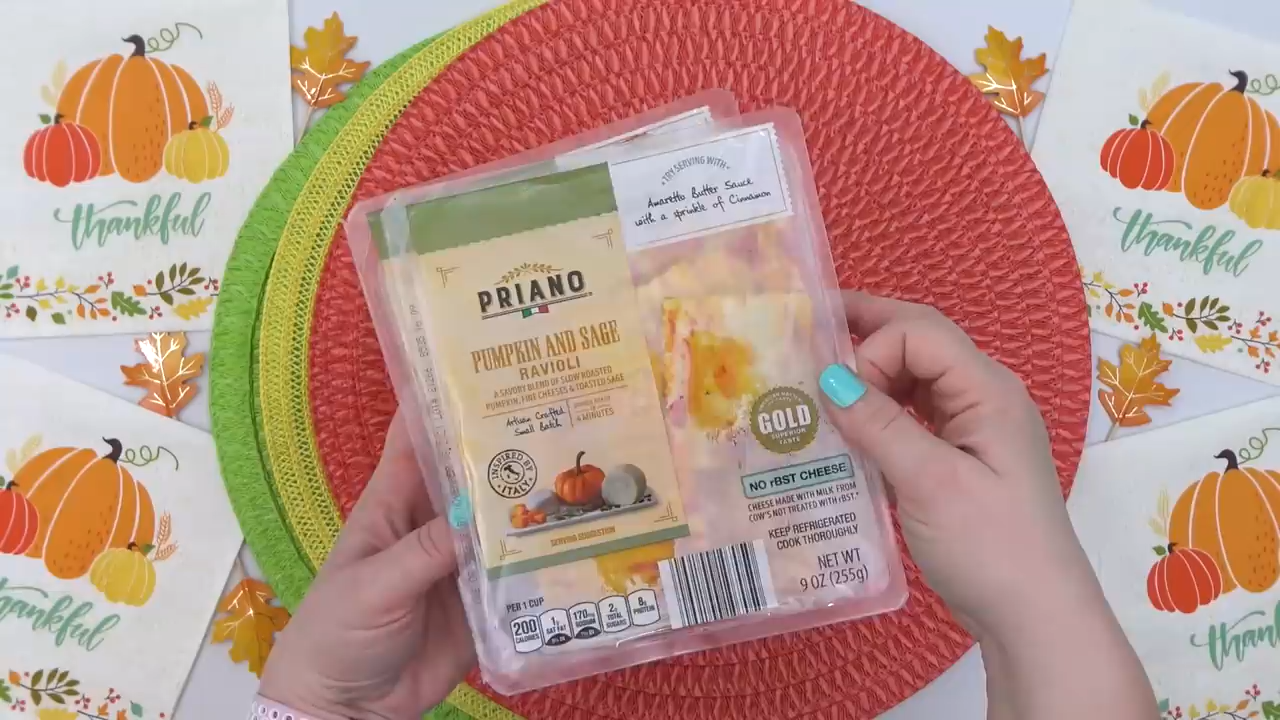 thankful
thankful
thankful
thankful
TRY SERVING WITH
Amaretto Butter Sauce
with a sprinkle of Cinnamon
PRIANO
PUMPKIN AND SAGE
RAVIOLI
A SAVORY BLEND OF SLOW ROASTED
PUMPKIN, FINE CHEESES & TOASTED SAGE
Artisan Crafted
Small Batch
4 MINUTES
INSPIRED BY
ITALY
SERVING SUGGESTION
GOLD
SUPERIOR
TASTE
NO rBST CHEESE
CHEESE MADE WITH MILK FROM
COW'S NOT TREATED WITH rBST.*
KEEP REFRIGERATED
COOK THOROUGHLY
NET WT
9 OZ (255g)
PER 1 CUP
200 CALORIES
1g SAT FAT
170mg SODIUM
2g TOTAL SUGARS
8g PROTEIN